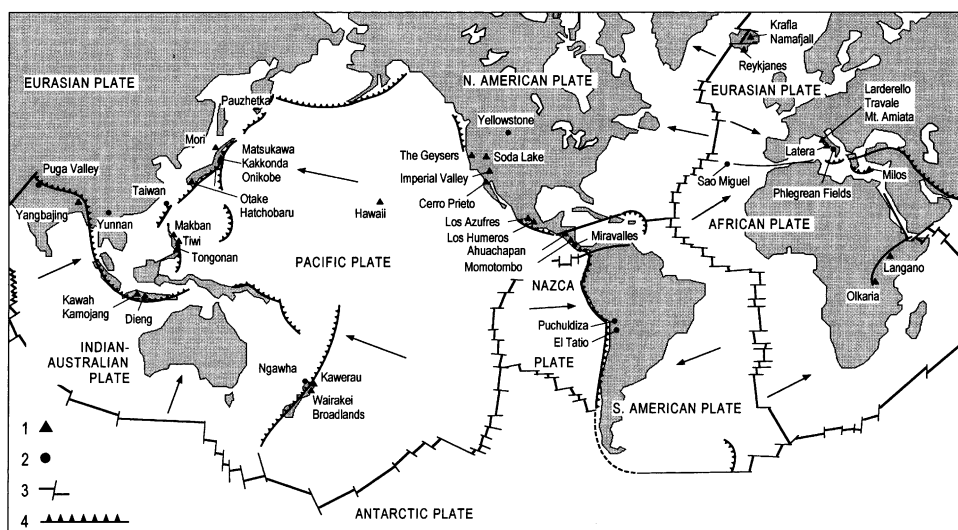 EURASIAN PLATE
Pauzhetka
Mori
Matsukawa
Kakkonda
Onikobe
Puga Valley
Taiwan
Otake
Hatchobaru
Yangbajing
Yunnan
Makban
Tiwi
Tongonan
Hawaii
PACIFIC PLATE
Kawah
Kamojang
Dieng
INDIAN-
AUSTRALIAN
PLATE
Ngawha
Kawerau
Wairakei
Broadlands
N. AMERICAN PLATE
Yellowstone
The Geysers
Soda Lake
Imperial Valley
Cerro Prieto
Los Azufres
Los Humeros
Ahuachapan
Momotombo
Miravalles
NAZCA
PLATE
Puchuldiza
El Tatio
S. AMERICAN PLATE
Krafla
Namafjall
Reykjanes
EURASIAN PLATE
Larderello
Travale
Mt. Amiata
Latera
Sao Miguel
Phlegrean Fields
Milos
AFRICAN PLATE
Langano
Olkaria
ANTARCTIC PLATE
1
2
3
4